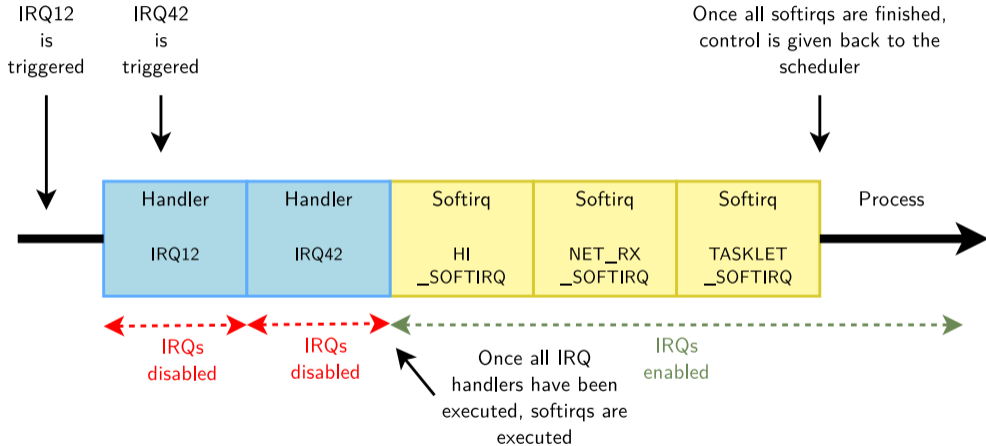 IRQ12
is
triggered
IRQ42
is
triggered
Once all softirqs are finished,
control is given back to the
scheduler
Handler
IRQ12
Handler
IRQ42
Softirq
HI
_SOFTIRQ
Softirq
NET_RX
_SOFTIRQ
Softirq
TASKLET
_SOFTIRQ
Process
IRQs
disabled
IRQs
disabled
Once all IRQ
handlers have been
executed, softirqs are
executed
IRQs
enabled